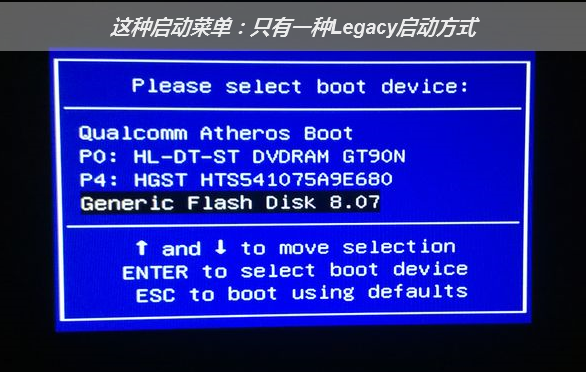 这种启动菜单：只有一种Legacy启动方式
Please select boot device:
Qualcomm Atheros Boot
P0: HL-DT-ST DVDRAM GT90N
P4: HGST HTS541075A9E680
Generic Flash Disk 8.07
↑ and ↓ to move selection
ENTER to select boot device
ESC to boot using defaults